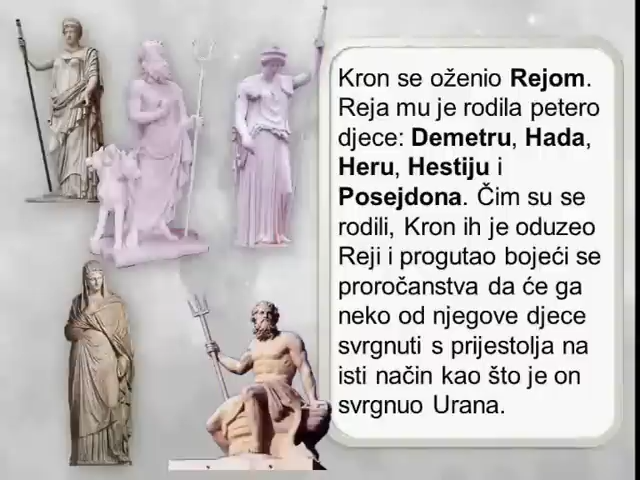 Kron se oženio Rejom.
Reja mu je rodila petero
djece: Demetru, Hada,
Heru, Hestiju i
Posejdona. Čim su se
rodili, Kron ih je oduzeo
Reji i progutao bojeći se
proročanstva da će ga
neko od njegove djece
svrgnuti s prijestolja na
isti način kao što je on
svrgnuo Urana.